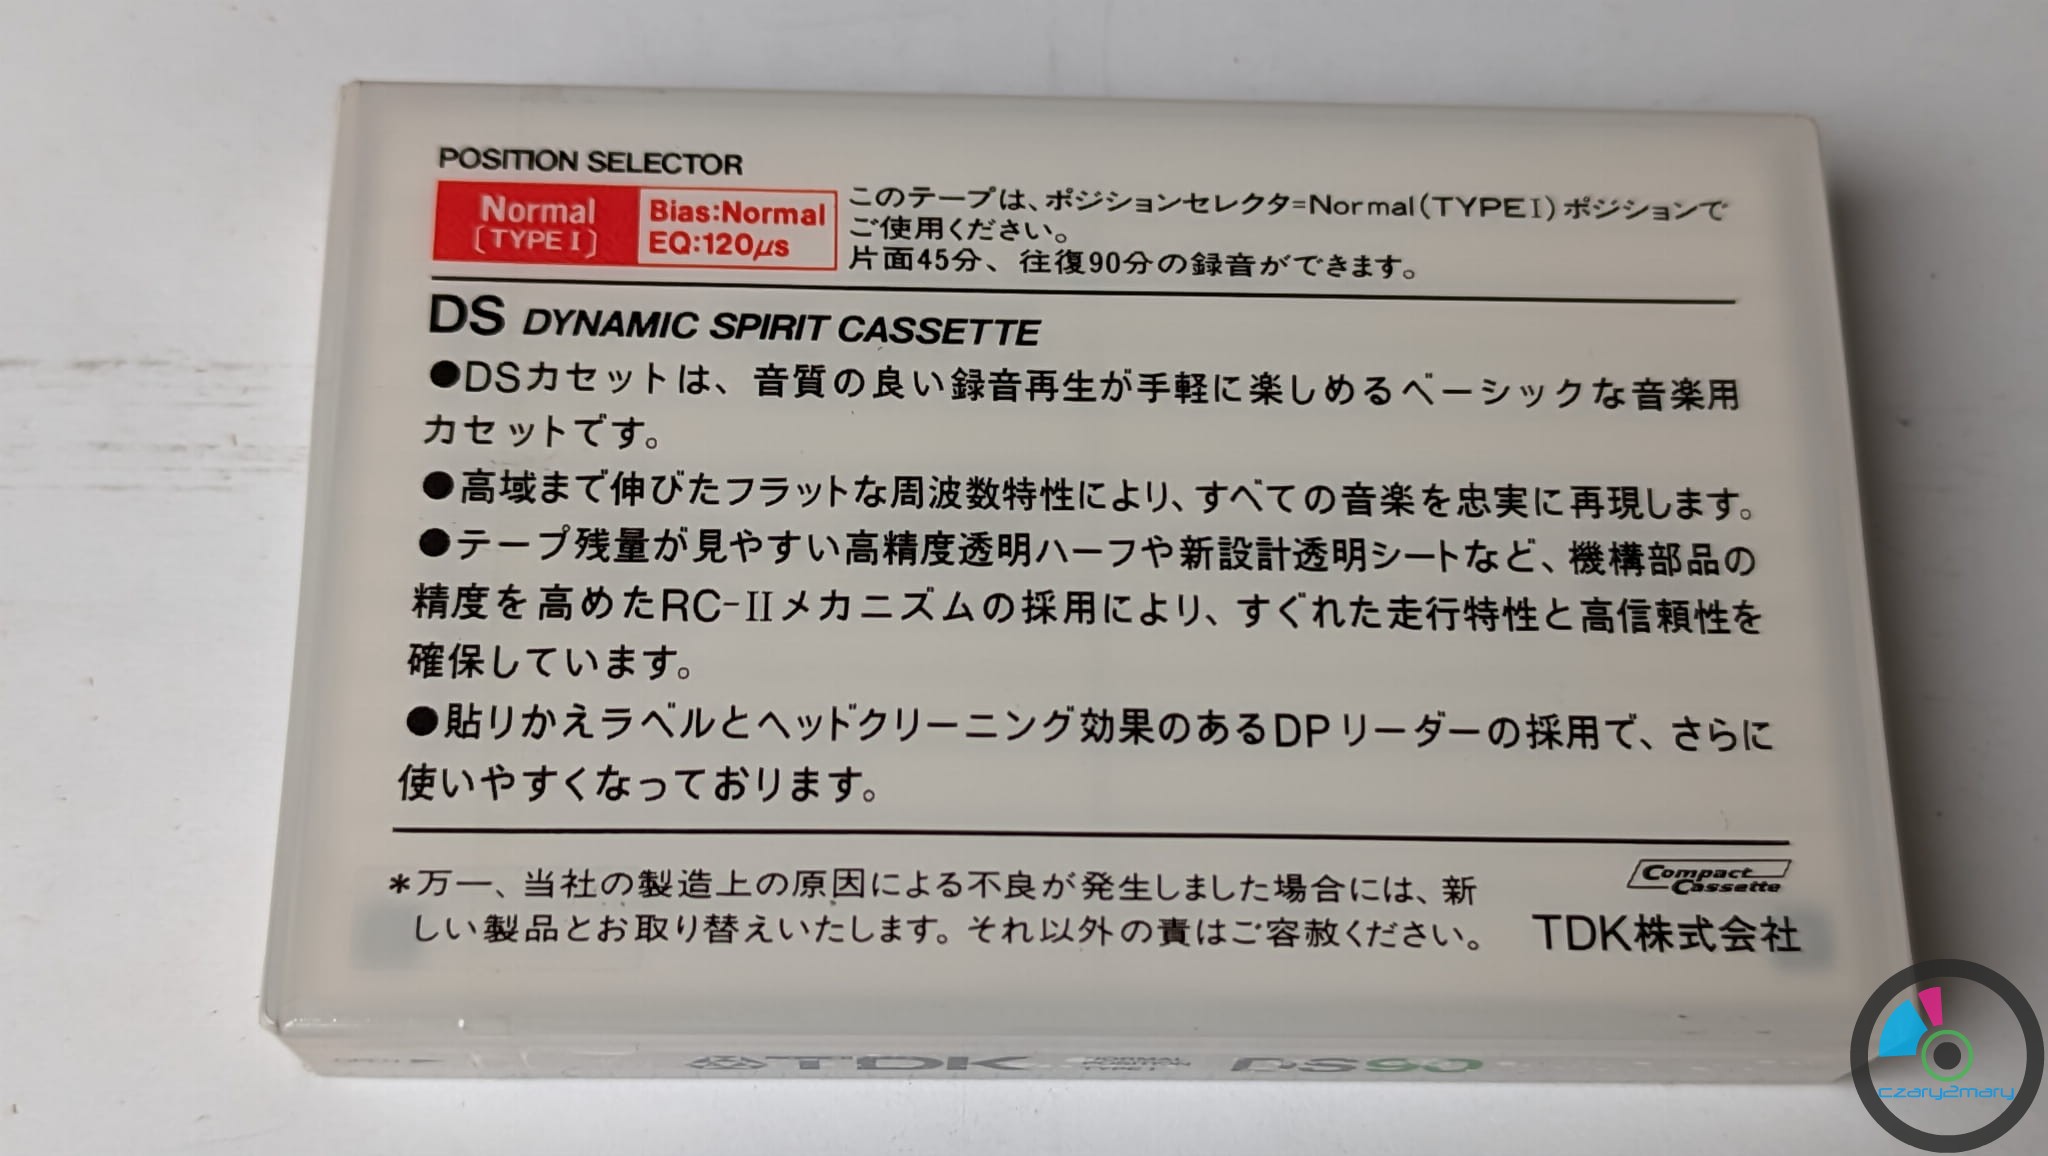 POSITION SELECTOR
Normal
[TYPE I]
Bias:Normal
EQ:120μs
このテープは、ポジションセレクタ=Normal(TYPEI)ポジションで
ご使用ください。
片面45分、往復90分の録音ができます。
DS DYNAMIC SPIRIT CASSETTE
●DSカセットは、音質の良い録音再生が手軽に楽しめるベーシックな音楽用
カセットです。
●高域まで伸びたフラットな周波数特性により、すべての音楽を忠実に再現します。
●テープ残量が見やすい高精度透明ハーフや新設計透明シートなど、機構部品の
精度を高めたRC-IIメカニズムの採用により、すぐれた走行特性と高信頼性を
確保しています。
●貼りかえラベルとヘッドクリーニング効果のあるDPリーダーの採用で、さらに
使いやすくなっております。
*万一、当社の製造上の原因による不良が発生しました場合には、新
しい製品とお取り替えいたします。それ以外の責はご容赦ください。
Compact
Cassette
TDK株式会社
OPEN TDK NORMAL POSITION TYPE I DS90
czary2mary